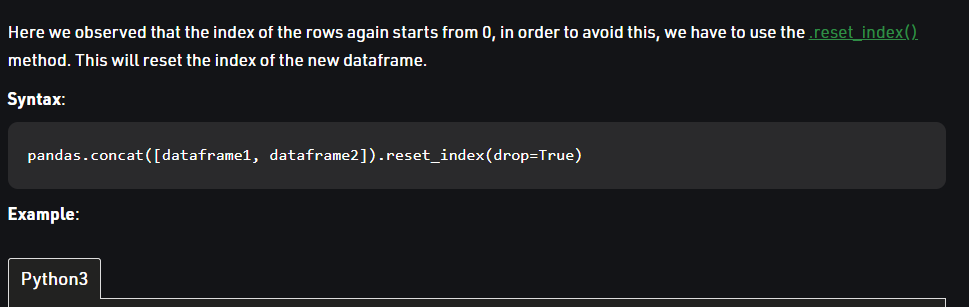 Here we observed that the index of the rows again starts from 0, in order to avoid this, we have to use the .reset_index()
method. This will reset the index of the new dataframe.
Syntax:
pandas.concat([dataframe1, dataframe2]).reset_index(drop=True)
Example:
Python3